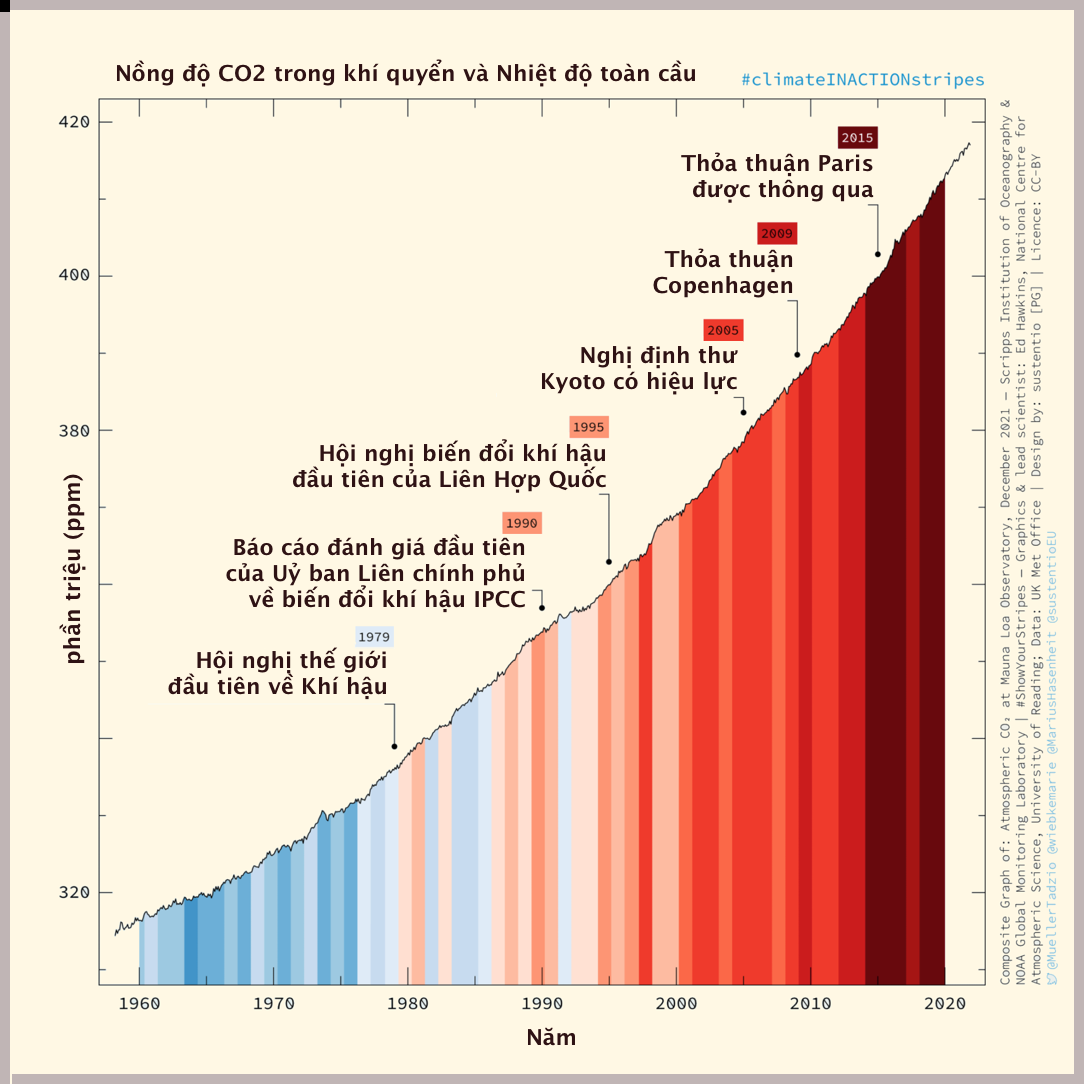 Nồng độ CO2 trong khí quyển và Nhiệt độ toàn cầu
#climateINACTIONstripes
420
400
380
320
phần triệu (ppm)
2015
Thỏa thuận Paris
được thông qua
2009
Thỏa thuận
Copenhagen
2005
Nghị định thư
Kyoto có hiệu lực
1995
Hội nghị biến đổi khí hậu
đầu tiên của Liên Hợp Quốc
1990
Báo cáo đánh giá đầu tiên
của Uỷ ban Liên chính phủ
về biến đổi khí hậu IPCC
1979
Hội nghị thế giới
đầu tiên về Khí hậu
1960 1970 1980 1990 2000 2010 2020
Năm
Composite Graph of: Atmospheric CO₂ at Mauna Loa Observatory, December 2021 – Scripps Institution of Oceanography &
NOAA Global Monitoring Laboratory | #ShowYourStripes – Graphics & lead scientist: Ed Hawkins, National Centre for
Atmospheric Science, University of Reading; Data: UK Met Office | Design by: sustentio [PG] | Licence: CC-BY
@MuellerTadzio @wiebkemarie @MariusHasenheit @sustentioEU